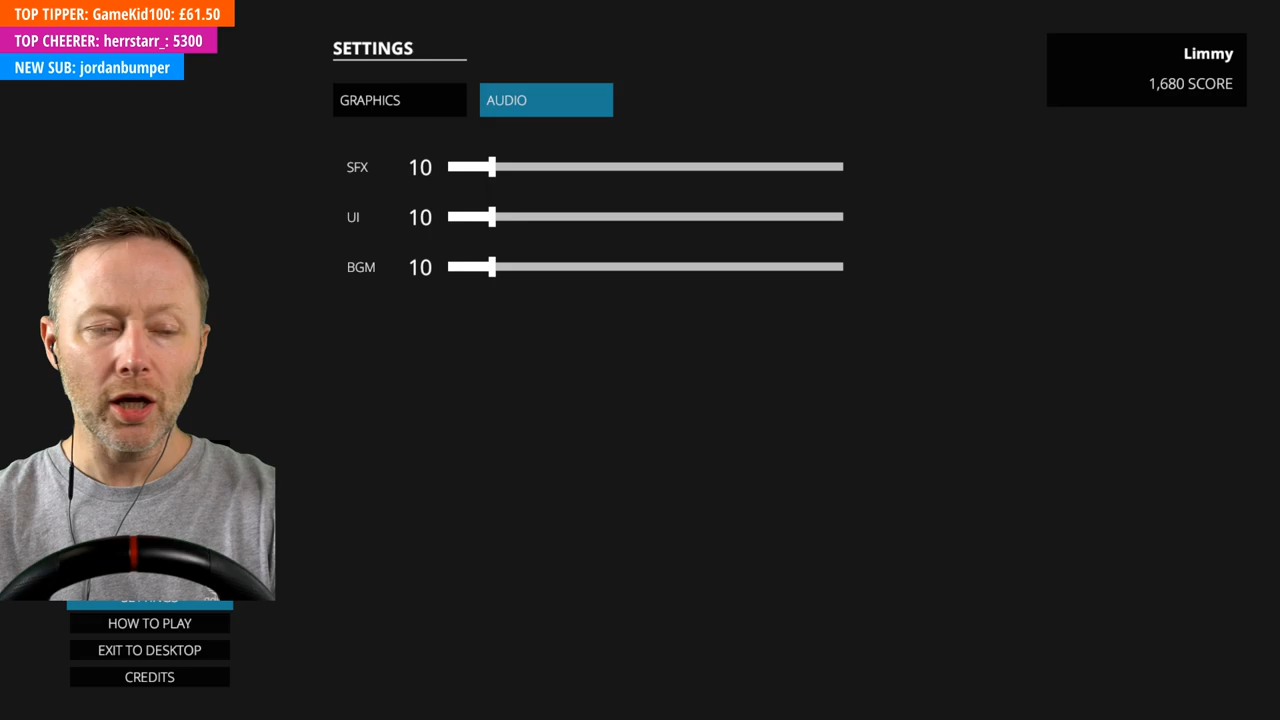 TOP TIPPER: GameKid100: £61.50
TOP CHEERER: herrstarr_: 5300
NEW SUB: jordanbumper
SETTINGS
GRAPHICS
AUDIO
Limmy
1,680 SCORE
SFX 10
UI 10
BGM 10
HOW TO PLAY
EXIT TO DESKTOP
CREDITS